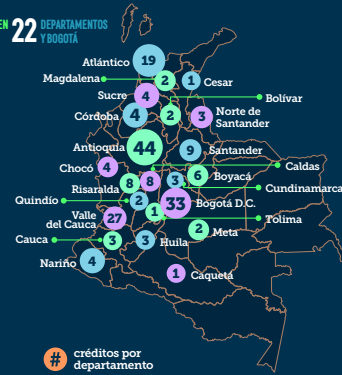 EN 22 DEPARTAMENTOS
Y BOGOTÁ
Atlántico 19
Magdalena 2
1 Cesar
Sucre 4
Bolívar
Córdoba 4
2
3 Norte de
Santander
Antioquia
44
9 Santander
Chocó
4
Caldas
Risaralda 8
8
3
6 Boyacá
Cundinamarca
Quindío
2
33 Bogotá D.C.
Valle
del Cauca
27
1
Tolima
Cauca
3
3 Huila
2 Meta
Nariño 4
1 Caquetá
# créditos por
departamento